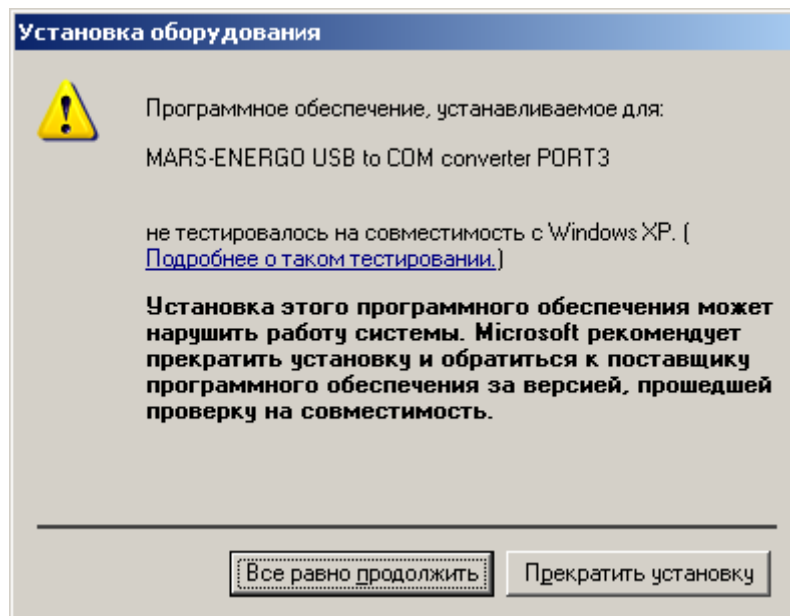 Установка оборудования
Программное обеспечение, устанавливаемое для:
MARS-ENERGO USB to COM converter PORT3
не тестировалось на совместимость с Windows XP. (
Подробнее о таком тестировании.)
Установка этого программного обеспечения может
нарушить работу системы. Microsoft рекомендует
прекратить установку и обратиться к поставщику
программного обеспечения за версией, прошедшей
проверку на совместимость.
Все равно продолжить
Прекратить установку